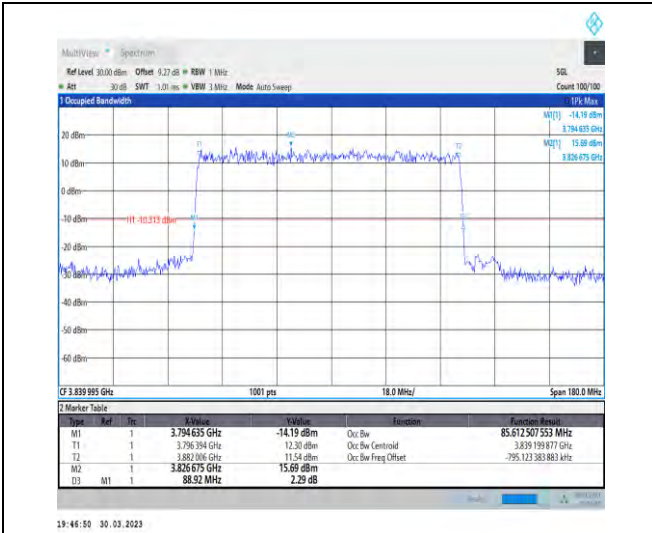 MultiView Spectrum
Ref Level 30.00 dBm Offset 9.27 dB RBW 1 MHz SGL
Att 30 dB SWT 1.01 ms VBW 3 MHz Mode Auto Sweep Count 100/100
1 Occupied Bandwidth 1Pk Max
M1[1] -14.19 dBm
3.794 635 GHz
M2[1] 15.69 dBm
3.826 675 GHz
20 dBm
M2
T1
T2
10 dBm
0 dBm
-10 dBm
H1 -10.313 dBm
M1
-20 dBm
-30 dBm
-40 dBm
-50 dBm
-60 dBm
CF 3.839 995 GHz 1001 pts 18.0 MHz/ Span 180.0 MHz
2 Marker Table
Type Ref Trc X-Value Y-Value Function Function Result
M1 1 3.794 635 GHz -14.19 dBm Occ Bw 85.612 507 553 MHz
T1 1 3.796 394 GHz 12.30 dBm Occ Bw Centroid 3.839 199 877 GHz
T2 1 3.882 006 GHz 11.54 dBm Occ Bw Freq Offset -795.123 383 883 kHz
M2 1 3.826 675 GHz 15.69 dBm
D3 M1 1 88.92 MHz 2.29 dB
19:46:50 30.03.2023